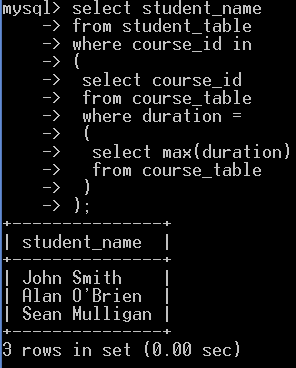 mysql> select student_name
    -> from student_table
    -> where course_id in
    -> (
    ->  select course_id
    ->  from course_table
    ->  where duration =
    ->  (
    ->   select max(duration)
    ->   from course_table
    ->  )
    -> );
+---------------+
| student_name  |
+---------------+
| John Smith    |
| Alan O'Brien  |
| Sean Mulligan |
+---------------+
3 rows in set (0.00 sec)